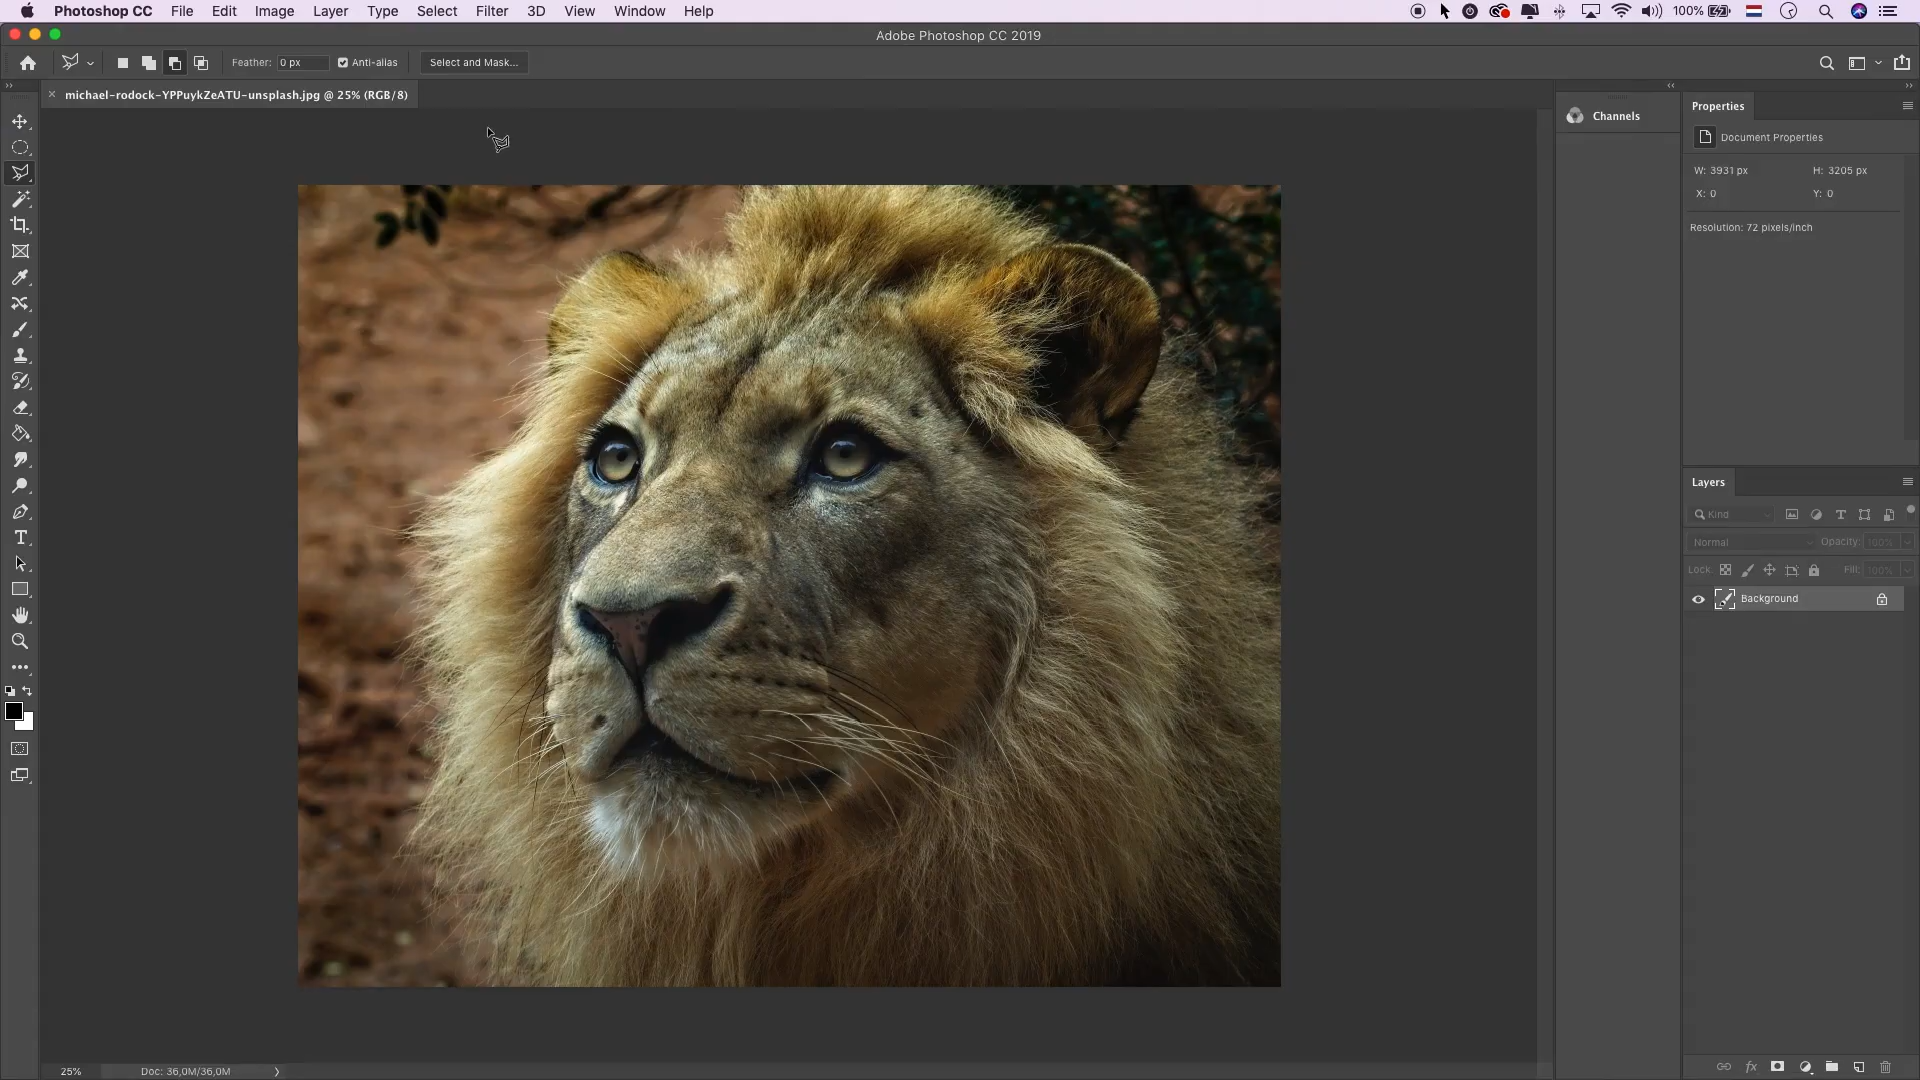 Photoshop CC File Edit Image Layer Type Select Filter 3D View Window Help 100%
Adobe Photoshop CC 2019
Feather: 0 px Anti-alias Select and Mask...
michael-rodock-YPPuykZeATU-unsplash.jpg @ 25% (RGB/8)
Channels
Properties
Document Properties
W: 3931 px H: 3205 px
X: 0 Y: 0
Resolution: 72 pixels/inch
Layers
Kind
Normal Opacity: 100%
Lock: Fill: 100%
Background
25% Doc: 36,0M/36,0M